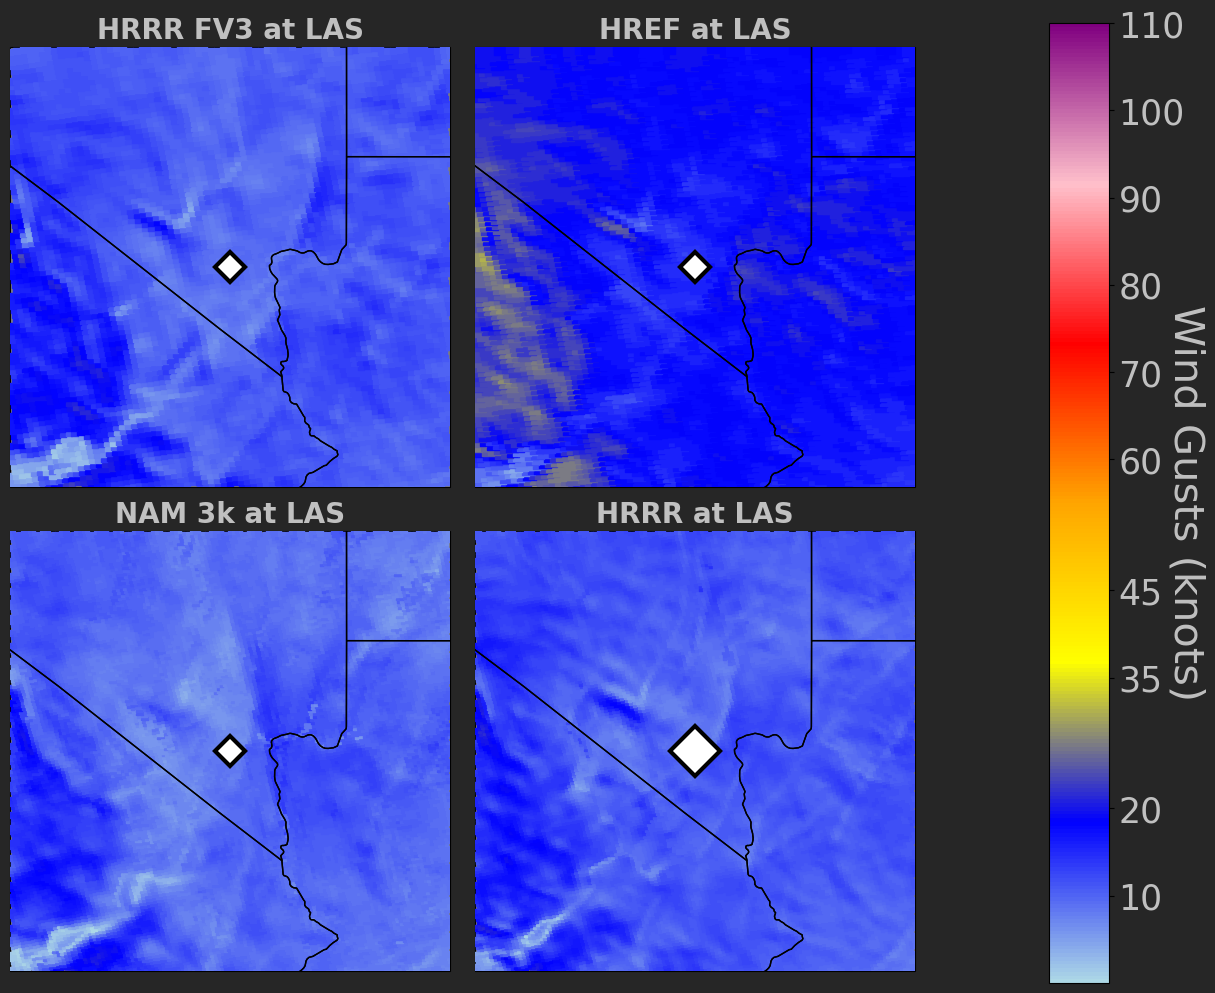 HRRR FV3 at LAS
HREF at LAS
NAM 3k at LAS
HRRR at LAS
110
100
90
80
70
60
45
35
20
10
Wind Gusts (knots)